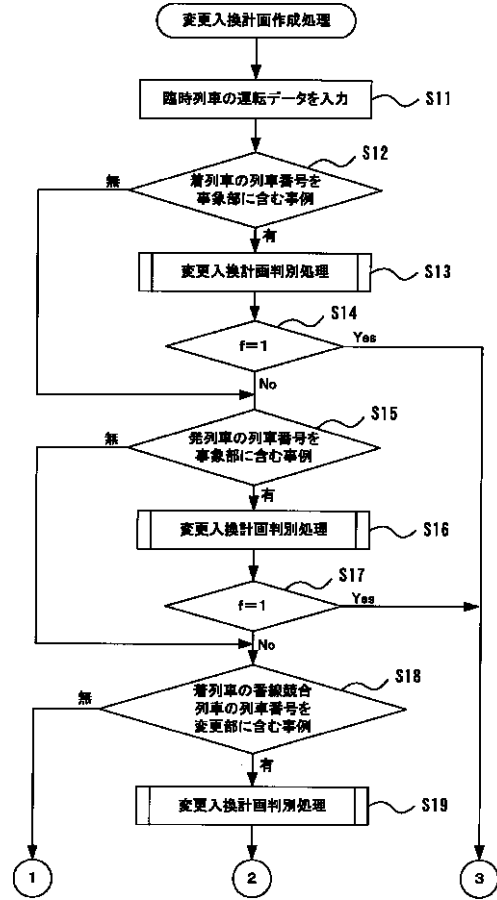 変更入換計画作成処理
臨時列車の運転データを入力
S11
S12
無
着列車の列車番号を
事象部に含む事例
有
変更入換計画判別処理
S13
S14
f=1
Yes
No
S15
無
発列車の列車番号を
事象部に含む事例
有
変更入換計画判別処理
S16
S17
f=1
Yes
No
S18
無
着列車の番線競合
列車の列車番号を
変更部に含む事例
有
変更入換計画判別処理
S19
1
2
3